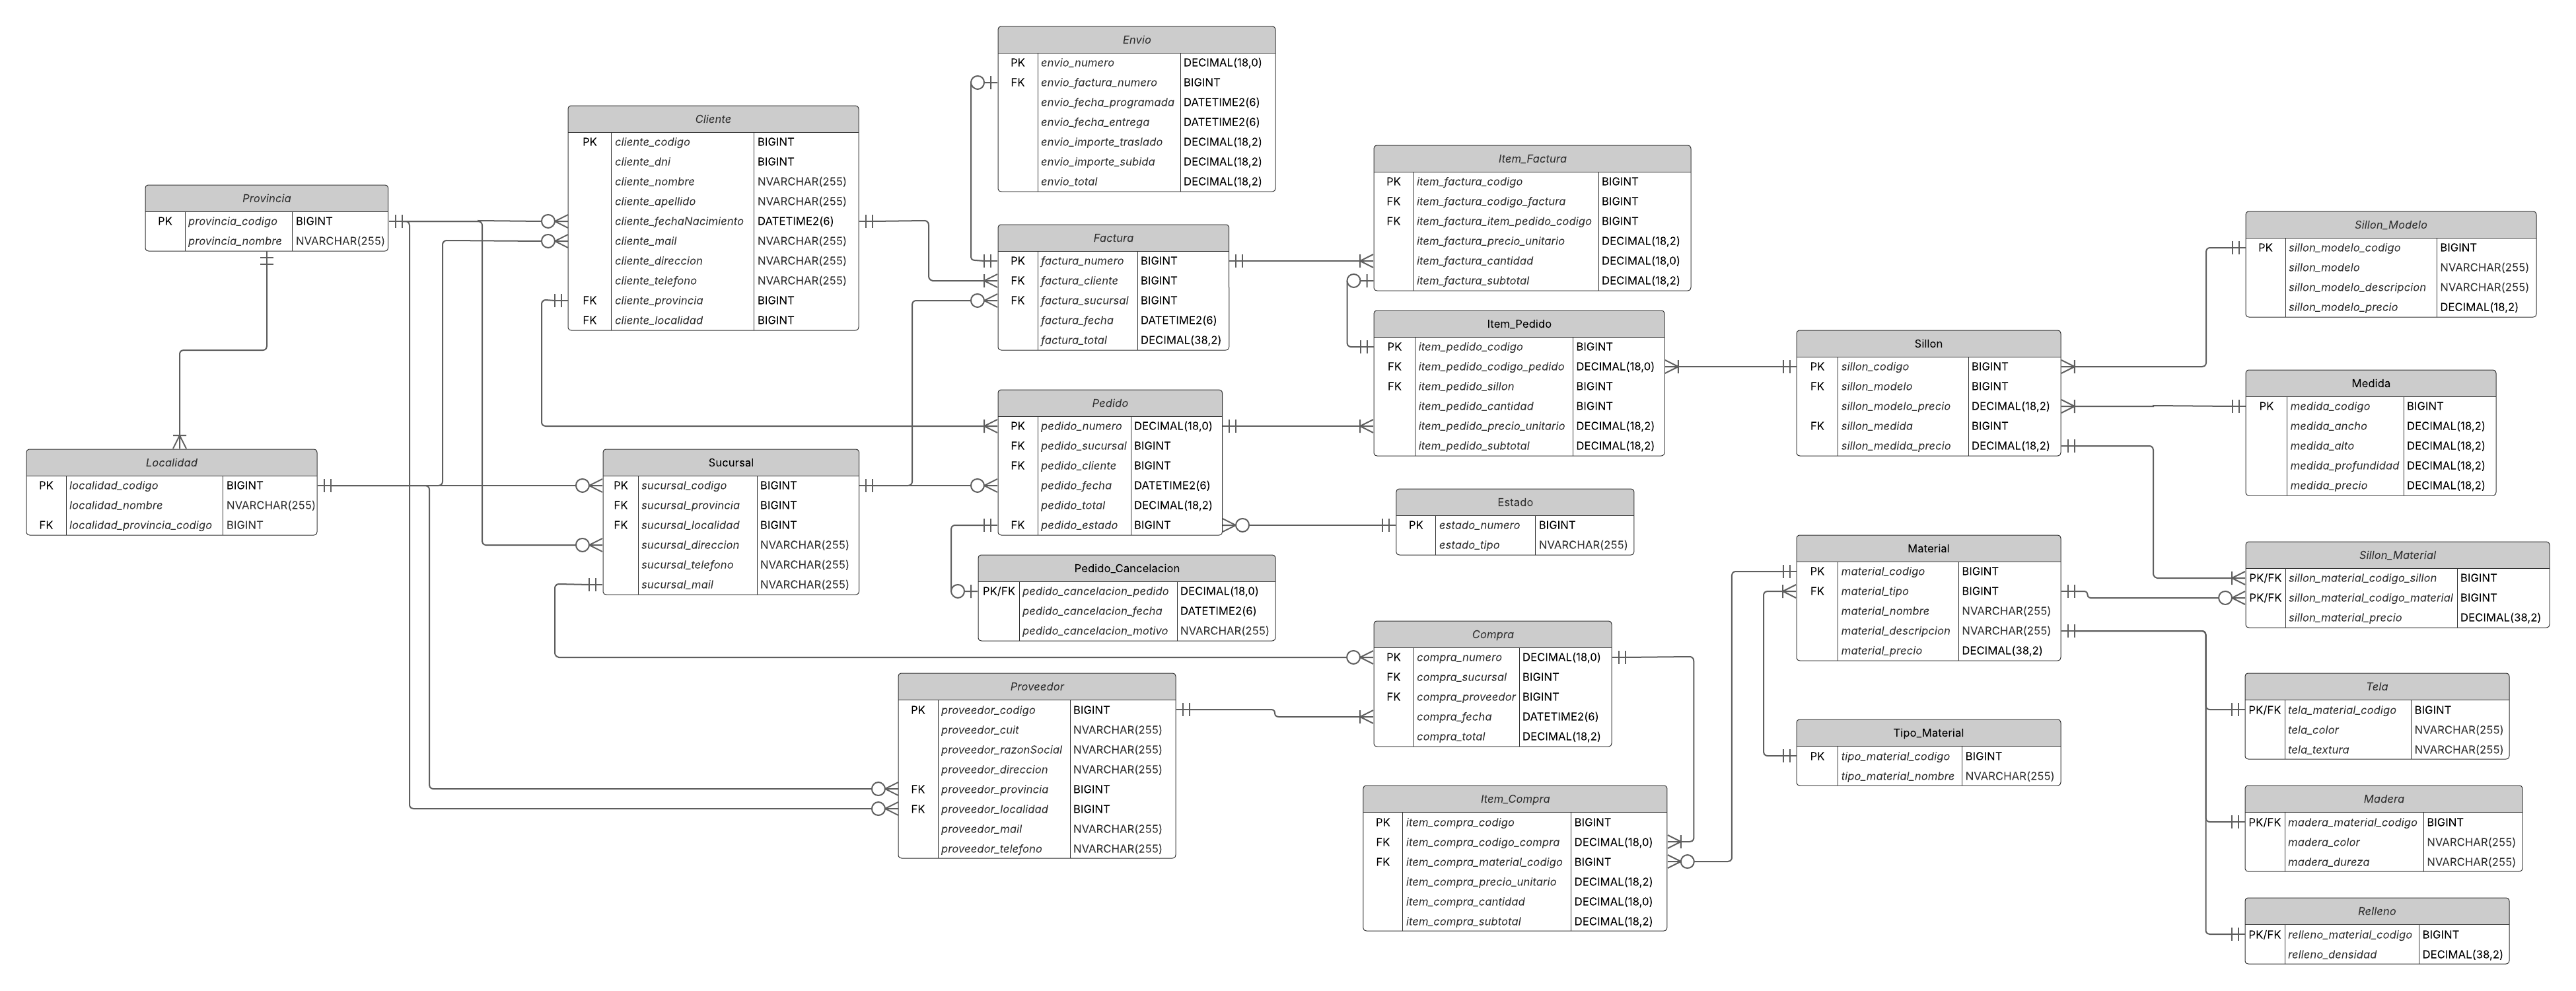 Envio
PK envio_numero DECIMAL(18,0)
FK envio_factura_numero BIGINT
envio_fecha_programada DATETIME2(6)
envio_fecha_entrega DATETIME2(6)
envio_importe_traslado DECIMAL(18,2)
envio_importe_subida DECIMAL(18,2)
envio_total DECIMAL(18,2)
Cliente
PK cliente_codigo BIGINT
cliente_dni BIGINT
cliente_nombre NVARCHAR(255)
cliente_apellido NVARCHAR(255)
cliente_fechaNacimiento DATETIME2(6)
cliente_mail NVARCHAR(255)
cliente_direccion NVARCHAR(255)
cliente_telefono NVARCHAR(255)
FK cliente_provincia BIGINT
FK cliente_localidad BIGINT
Provincia
PK provincia_codigo BIGINT
provincia_nombre NVARCHAR(255)
Factura
PK factura_numero BIGINT
FK factura_cliente BIGINT
FK factura_sucursal BIGINT
factura_fecha DATETIME2(6)
factura_total DECIMAL(38,2)
Item_Factura
PK item_factura_codigo BIGINT
FK item_factura_codigo_factura BIGINT
FK item_factura_item_pedido_codigo BIGINT
item_factura_precio_unitario DECIMAL(18,2)
item_factura_cantidad DECIMAL(18,0)
item_factura_subtotal DECIMAL(18,2)
Item_Pedido
PK item_pedido_codigo BIGINT
FK item_pedido_codigo_pedido DECIMAL(18,0)
FK item_pedido_sillon BIGINT
item_pedido_cantidad BIGINT
item_pedido_precio_unitario DECIMAL(18,2)
item_pedido_subtotal DECIMAL(18,2)
Sillon
PK sillon_codigo BIGINT
FK sillon_modelo BIGINT
sillon_modelo_precio DECIMAL(18,2)
FK sillon_medida BIGINT
sillon_medida_precio DECIMAL(18,2)
Sillon_Modelo
PK sillon_modelo_codigo BIGINT
sillon_modelo NVARCHAR(255)
sillon_modelo_descripcion NVARCHAR(255)
sillon_modelo_precio DECIMAL(18,2)
Medida
PK medida_codigo BIGINT
medida_ancho DECIMAL(18,2)
medida_alto DECIMAL(18,2)
medida_profundidad DECIMAL(18,2)
medida_precio DECIMAL(18,2)
Localidad
PK localidad_codigo BIGINT
localidad_nombre NVARCHAR(255)
FK localidad_provincia_codigo BIGINT
Sucursal
PK sucursal_codigo BIGINT
FK sucursal_provincia BIGINT
FK sucursal_localidad BIGINT
sucursal_direccion NVARCHAR(255)
sucursal_telefono NVARCHAR(255)
sucursal_mail NVARCHAR(255)
Pedido
PK pedido_numero DECIMAL(18,0)
FK pedido_sucursal BIGINT
FK pedido_cliente BIGINT
pedido_fecha DATETIME2(6)
pedido_total DECIMAL(18,2)
FK pedido_estado BIGINT
Estado
PK estado_numero BIGINT
estado_tipo NVARCHAR(255)
Pedido_Cancelacion
PK/FK pedido_cancelacion_pedido DECIMAL(18,0)
pedido_cancelacion_fecha DATETIME2(6)
pedido_cancelacion_motivo NVARCHAR(255)
Material
PK material_codigo BIGINT
FK material_tipo BIGINT
material_nombre NVARCHAR(255)
material_descripcion NVARCHAR(255)
material_precio DECIMAL(38,2)
Sillon_Material
PK/FK sillon_material_codigo_sillon BIGINT
PK/FK sillon_material_codigo_material BIGINT
sillon_material_precio DECIMAL(38,2)
Compra
PK compra_numero DECIMAL(18,0)
FK compra_sucursal BIGINT
FK compra_proveedor BIGINT
compra_fecha DATETIME2(6)
compra_total DECIMAL(18,2)
Proveedor
PK proveedor_codigo BIGINT
proveedor_cuit NVARCHAR(255)
proveedor_razonSocial NVARCHAR(255)
proveedor_direccion NVARCHAR(255)
FK proveedor_provincia BIGINT
FK proveedor_localidad BIGINT
proveedor_mail NVARCHAR(255)
proveedor_telefono NVARCHAR(255)
Tipo_Material
PK tipo_material_codigo BIGINT
tipo_material_nombre NVARCHAR(255)
Item_Compra
PK item_compra_codigo BIGINT
FK item_compra_codigo_compra DECIMAL(18,0)
FK item_compra_material_codigo BIGINT
item_compra_precio_unitario DECIMAL(18,2)
item_compra_cantidad DECIMAL(18,0)
item_compra_subtotal DECIMAL(18,2)
Tela
PK/FK tela_material_codigo BIGINT
tela_color NVARCHAR(255)
tela_textura NVARCHAR(255)
Madera
PK/FK madera_material_codigo BIGINT
madera_color NVARCHAR(255)
madera_dureza NVARCHAR(255)
Relleno
PK/FK relleno_material_codigo BIGINT
relleno_densidad DECIMAL(38,2)